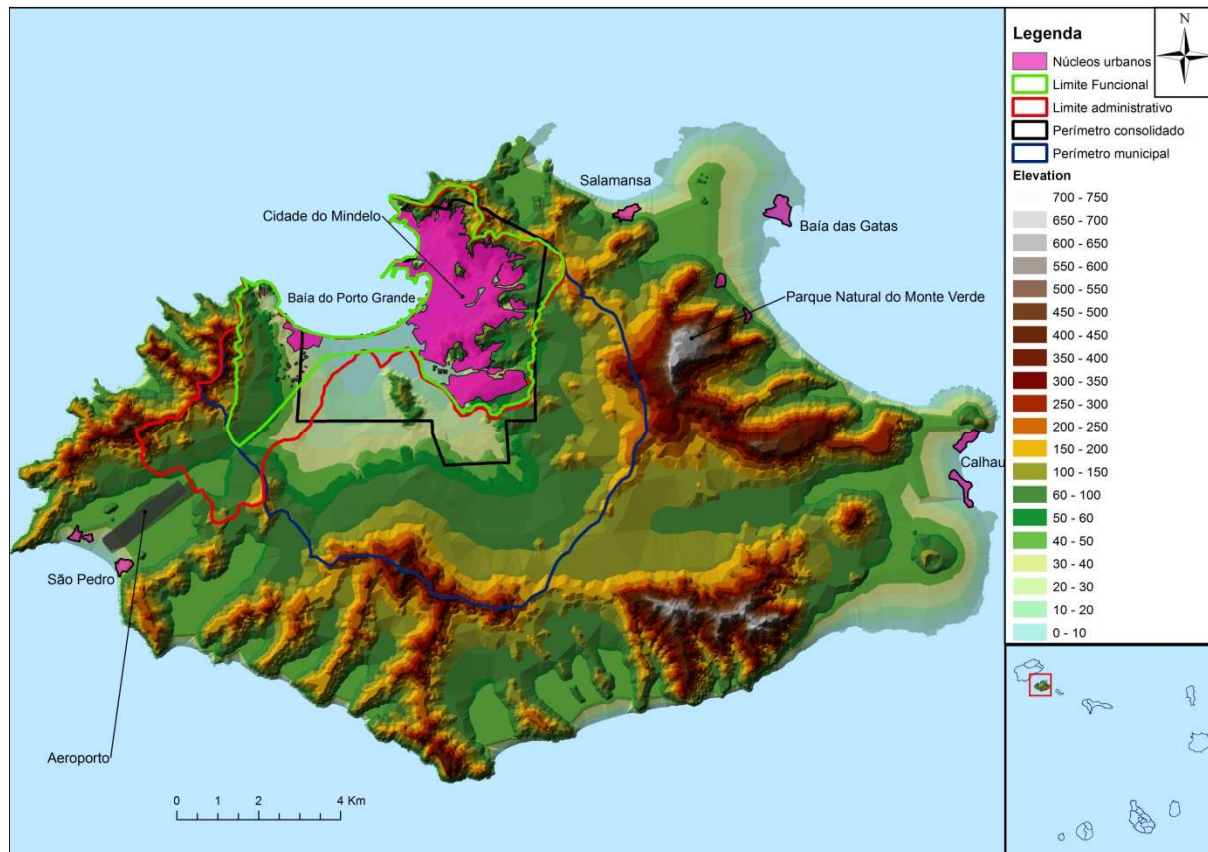 Legenda
N
Núcleos urbanos
Limite Funcional
Limite administrativo
Perímetro consolidado
Perímetro municipal
Elevation
700 - 750
650 - 700
600 - 650
550 - 600
500 - 550
450 - 500
400 - 450
350 - 400
300 - 350
250 - 300
200 - 250
150 - 200
100 - 150
60 - 100
50 - 60
40 - 50
30 - 40
20 - 30
10 - 20
0 - 10
Salamansa
Cidade do Mindelo
Baía das Gatas
Baía do Porto Grande
Parque Natural do Monte Verde
Calhau
São Pedro
Aeroporto
0 1 2 4 Km